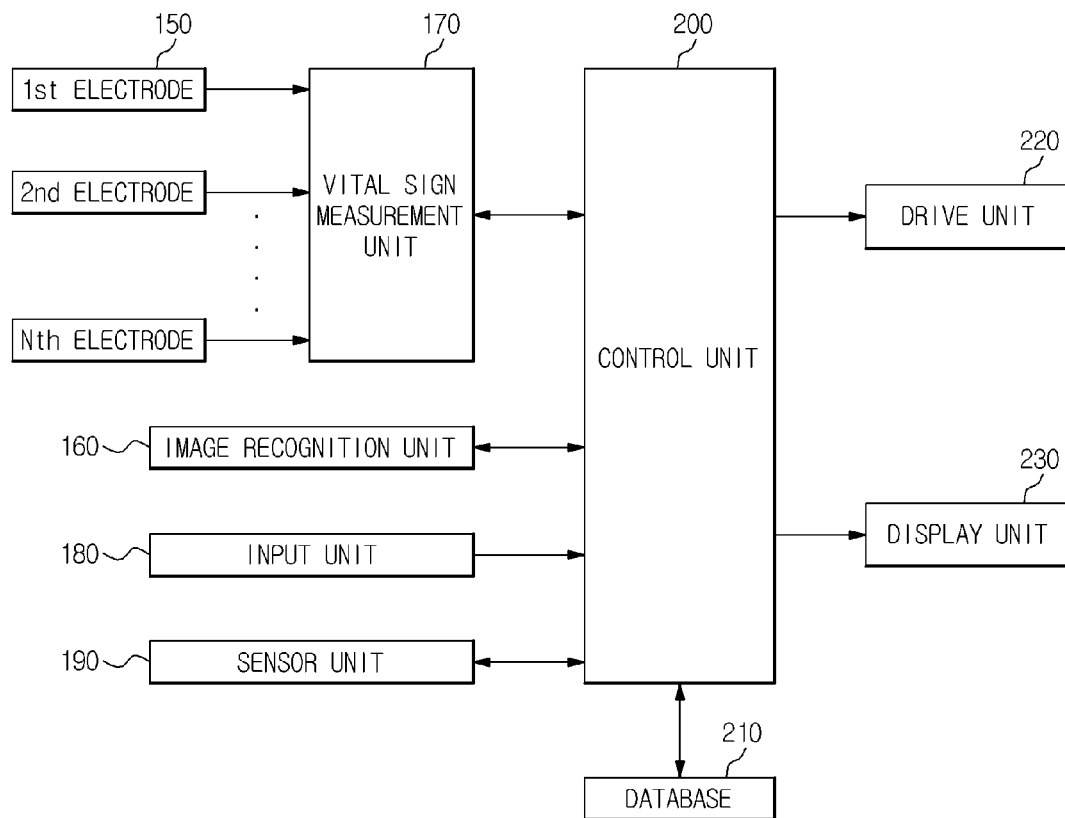 150
170
200
1st ELECTRODE
2nd ELECTRODE
Nth ELECTRODE
VITAL SIGN
MEASUREMENT
UNIT
CONTROL UNIT
220
DRIVE UNIT
160
IMAGE RECOGNITION UNIT
180
INPUT UNIT
190
SENSOR UNIT
230
DISPLAY UNIT
210
DATABASE